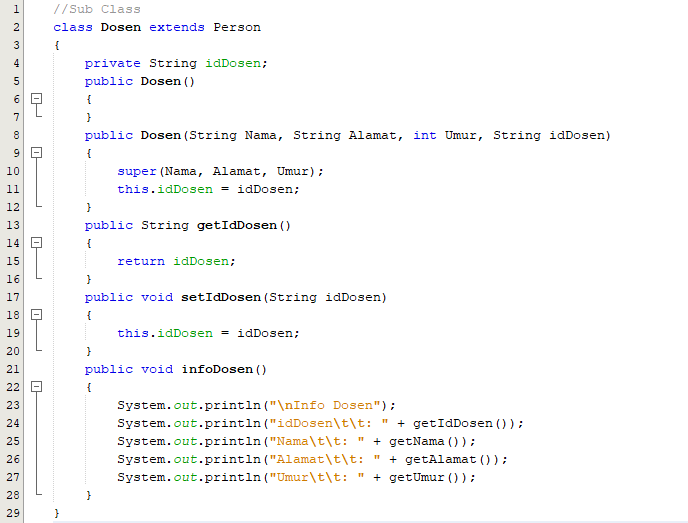 1 //Sub Class
2 class Dosen extends Person
3 {
4     private String idDosen;
5     public Dosen()
6     {
7     }
8     public Dosen(String Nama, String Alamat, int Umur, String idDosen)
9     {
10         super(Nama, Alamat, Umur);
11         this.idDosen = idDosen;
12     }
13     public String getIdDosen()
14     {
15         return idDosen;
16     }
17     public void setIdDosen(String idDosen)
18     {
19         this.idDosen = idDosen;
20     }
21     public void infoDosen()
22     {
23         System.out.println("\nInfo Dosen");
24         System.out.println("idDosen\t\t: " + getIdDosen());
25         System.out.println("Nama\t\t: " + getNama());
26         System.out.println("Alamat\t\t: " + getAlamat());
27         System.out.println("Umur\t\t: " + getUmur());
28     }
29 }